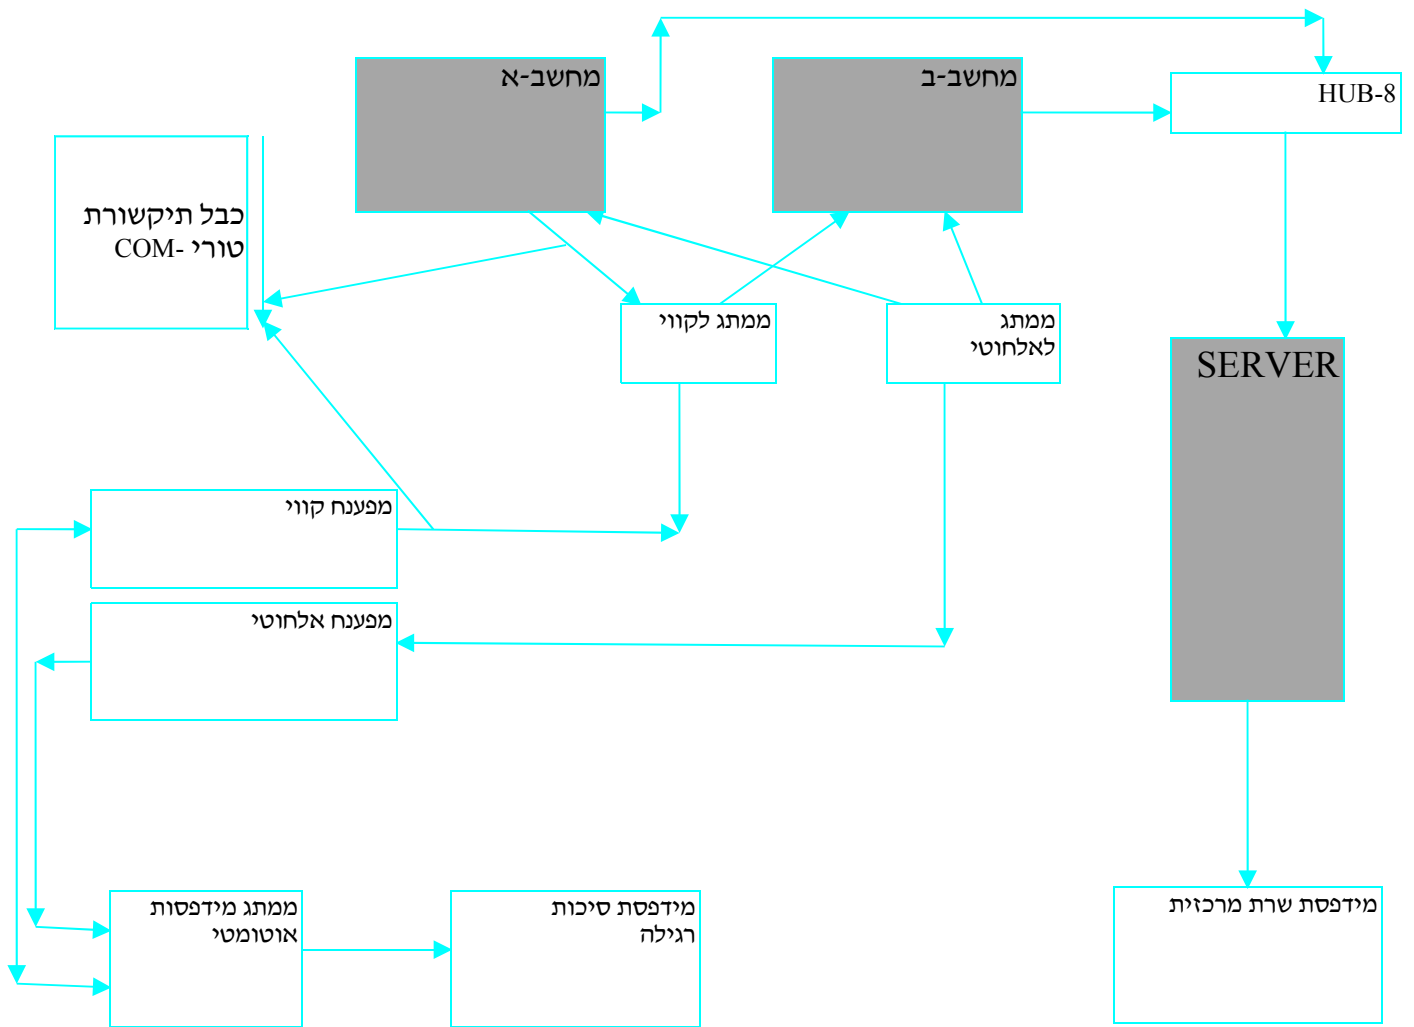 מחשב-א
מחשב-ב
HUB-8
כבל תיקשורת
טורי -COM
ממתג לקווי
ממתג
לאלחוטי
SERVER
מפענח קווי
מפענח אלחוטי
ממתג מידפסות
אוטומטי
מידפסת סיכות
רגילה
מידפסת שרת מרכזית